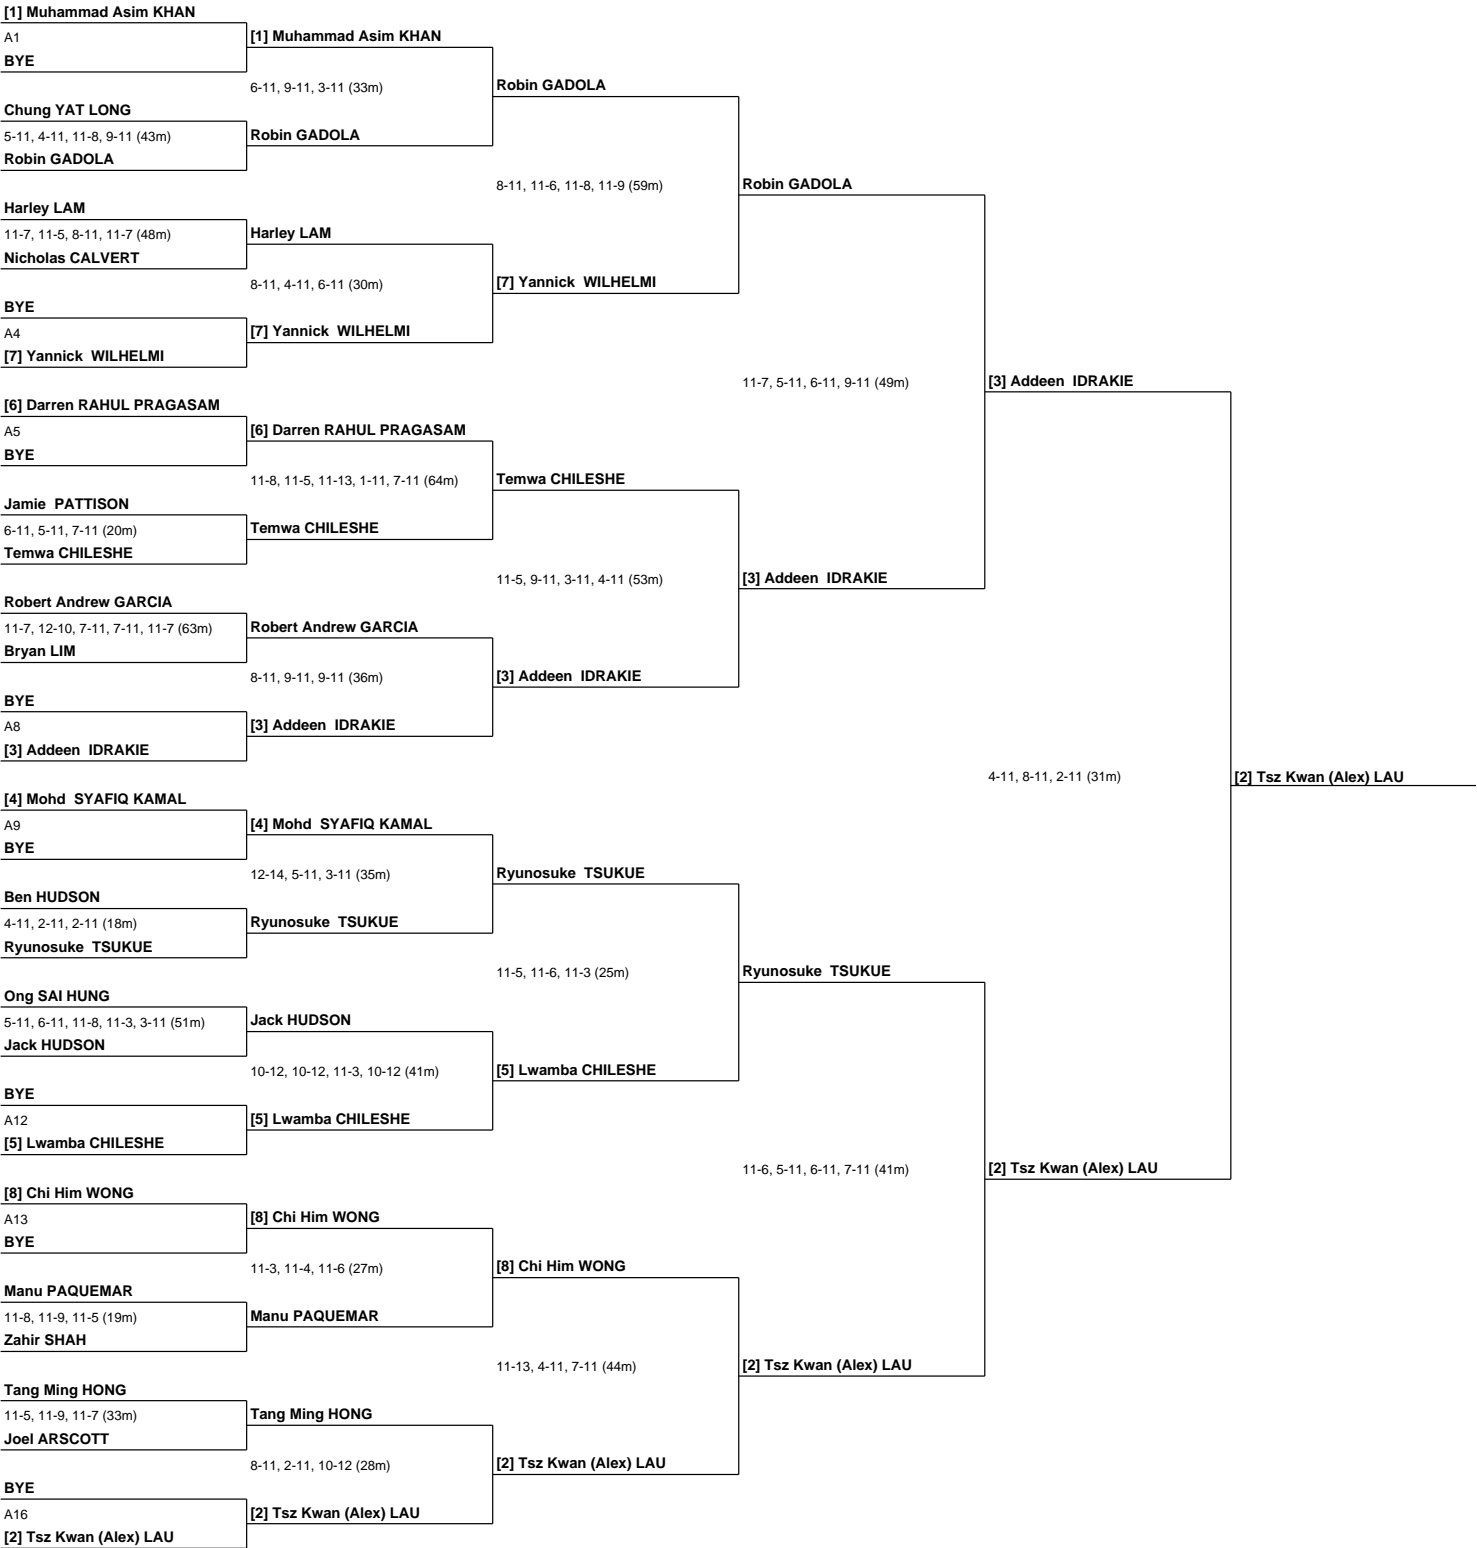 [1] Muhammad Asim KHAN
A1
BYE
Chung YAT LONG
5-11, 4-11, 11-8, 9-11 (43m)
Robin GADOLA
Harley LAM
11-7, 11-5, 8-11, 11-7 (48m)
Nicholas CALVERT
BYE
A4
[7] Yannick WILHELMI
[6] Darren RAHUL PRAGASAM
A5
BYE
Jamie PATTISON
6-11, 5-11, 7-11 (20m)
Temwa CHILESHE
Robert Andrew GARCIA
11-7, 12-10, 7-11, 7-11, 11-7 (63m)
Bryan LIM
BYE
A8
[3] Addeen IDRAKIE
[4] Mohd SYAFIQ KAMAL
A9
BYE
Ben HUDSON
4-11, 2-11, 2-11 (18m)
Ryunosuke TSUKUE
Ong SAI HUNG
5-11, 6-11, 11-8, 11-3, 3-11 (51m)
Jack HUDSON
BYE
A12
[5] Lwamba CHILESHE
[8] Chi Him WONG
A13
BYE
Manu PAQUEMAR
11-8, 11-9, 11-5 (19m)
Zahir SHAH
Tang Ming HONG
11-5, 11-9, 11-7 (33m)
Joel ARSCOTT
BYE
A16
[2] Tsz Kwan (Alex) LAU
[1] Muhammad Asim KHAN
6-11, 9-11, 3-11 (33m)
Robin GADOLA
Harley LAM
8-11, 4-11, 6-11 (30m)
[7] Yannick WILHELMI
[6] Darren RAHUL PRAGASAM
11-8, 11-5, 11-13, 1-11, 7-11 (64m)
Temwa CHILESHE
Robert Andrew GARCIA
8-11, 9-11, 9-11 (36m)
[3] Addeen IDRAKIE
[4] Mohd SYAFIQ KAMAL
12-14, 5-11, 3-11 (35m)
Ryunosuke TSUKUE
Jack HUDSON
10-12, 10-12, 11-3, 10-12 (41m)
[5] Lwamba CHILESHE
[8] Chi Him WONG
11-3, 11-4, 11-6 (27m)
Manu PAQUEMAR
Tang Ming HONG
8-11, 2-11, 10-12 (28m)
[2] Tsz Kwan (Alex) LAU
Robin GADOLA
8-11, 11-6, 11-8, 11-9 (59m)
[7] Yannick WILHELMI
Temwa CHILESHE
11-5, 9-11, 3-11, 4-11 (53m)
[3] Addeen IDRAKIE
Ryunosuke TSUKUE
11-5, 11-6, 11-3 (25m)
[5] Lwamba CHILESHE
[8] Chi Him WONG
11-13, 4-11, 7-11 (44m)
[2] Tsz Kwan (Alex) LAU
Robin GADOLA
11-7, 5-11, 6-11, 9-11 (49m)
[3] Addeen IDRAKIE
Ryunosuke TSUKUE
11-6, 5-11, 6-11, 7-11 (41m)
[2] Tsz Kwan (Alex) LAU
[3] Addeen IDRAKIE
4-11, 8-11, 2-11 (31m)
[2] Tsz Kwan (Alex) LAU
[2] Tsz Kwan (Alex) LAU